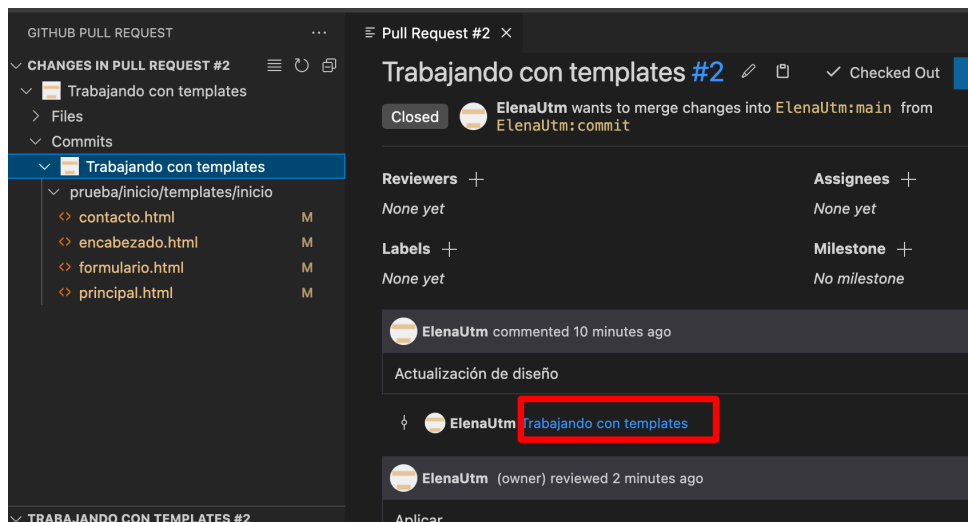 GITHUB PULL REQUEST ...
CHANGES IN PULL REQUEST #2
Trabajando con templates
Files
Commits
Trabajando con templates
prueba/inicio/templates/inicio
contacto.html M
encabezado.html M
formulario.html M
principal.html M
TRABAJANDO CON TEMPLATES #2
Pull Request #2
Trabajando con templates #2
Checked Out
Closed
ElenaUtm wants to merge changes into ElenaUtm:main from
ElenaUtm:commit
Reviewers
None yet
Assignees
None yet
Labels
None yet
Milestone
No milestone
ElenaUtm commented 10 minutes ago
Actualización de diseño
ElenaUtm Trabajando con templates
ElenaUtm (owner) reviewed 2 minutes ago
Aplicar